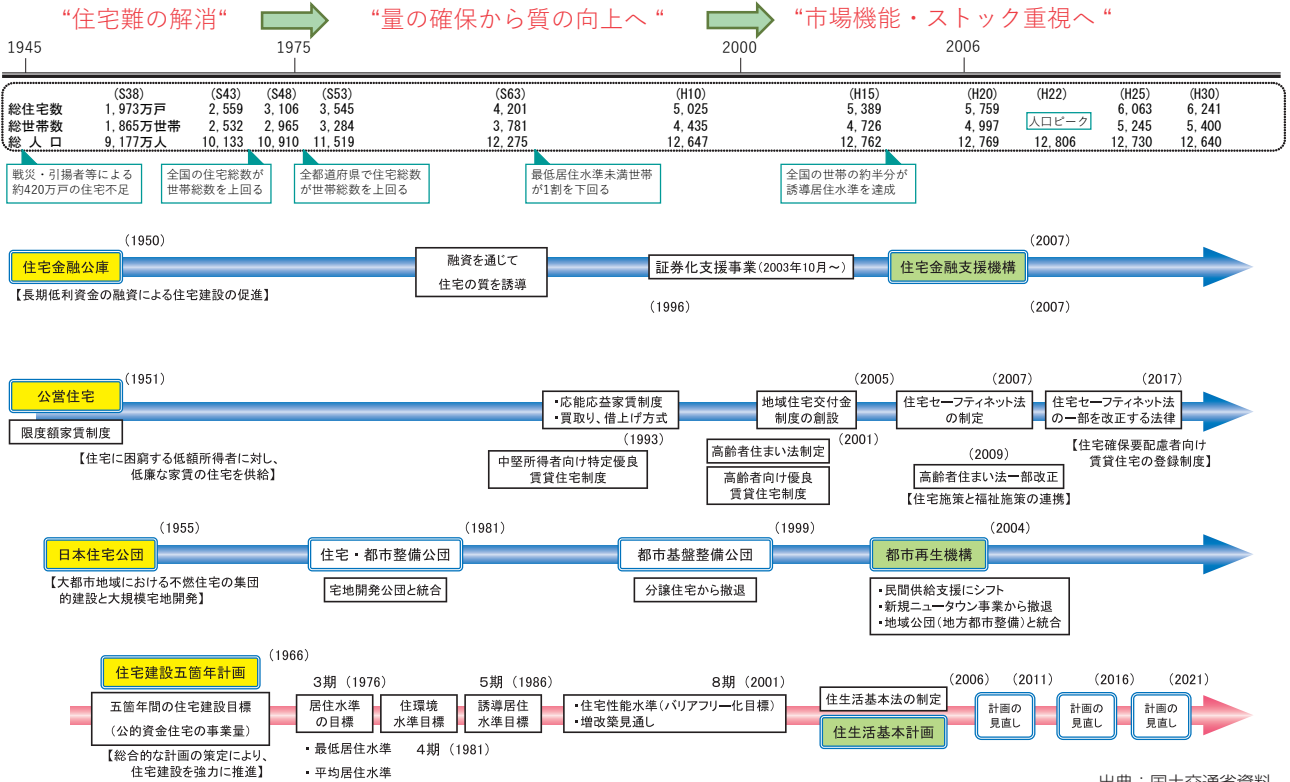 “住宅難の解消“
“量の確保から質の向上へ “
“市場機能・ストック重視へ “
1945
1975
2000
2006
(S38) (S43) (S48) (S53) (S63) (H10) (H15) (H20) (H22) (H25) (H30)
総住宅数 1,973万戸 2,559 3,106 3,545 4,201 5,025 5,389 5,759 6,063 6,241
総世帯数 1,865万世帯 2,532 2,965 3,284 3,781 4,435 4,726 4,997 人口ピーク 5,245 5,400
総 人 口 9,177万人 10,133 10,910 11,519 12,275 12,647 12,762 12,769 12,806 12,730 12,640
戦災・引揚者等による
約420万戸の住宅不足
全国の住宅総数が
世帯総数を上回る
全都道府県で住宅総数
が世帯総数を上回る
最低居住水準未満世帯
が1割を下回る
全国の世帯の約半分が
誘導居住水準を達成
(1950)
住宅金融公庫
【長期低利資金の融資による住宅建設の促進】
融資を通じて
住宅の質を誘導
証券化支援事業(2003年10月～)
(2007)
住宅金融支援機構
(1996)
(2007)
(1951)
公営住宅
限度額家賃制度
【住宅に困窮する低額所得者に対し、
低廉な家賃の住宅を供給】
・応能応益家賃制度
・買取り、借上げ方式
(1993)
中堅所得者向け特定優良
賃貸住宅制度
(2005)
地域住宅交付金
制度の創設
(2001)
高齢者住まい法制定
高齢者向け優良
賃貸住宅制度
(2007)
住宅セーフティネット法
の制定
(2009)
高齢者住まい法一部改正
【住宅施策と福祉施策の連携】
(2017)
住宅セーフティネット法
の一部を改正する法律
【住宅確保要配慮者向け
賃貸住宅の登録制度】
(1955)
日本住宅公団
【大都市地域における不燃住宅の集団
的建設と大規模宅地開発】
(1981)
住宅・都市整備公団
宅地開発公団と統合
(1999)
都市基盤整備公団
分譲住宅から撤退
(2004)
都市再生機構
・民間供給支援にシフト
・新規ニュータウン事業から撤退
・地域公団(地方都市整備)と統合
(1966)
住宅建設五箇年計画
五箇年間の住宅建設目標
(公的資金住宅の事業量)
【総合的な計画の策定により、
住宅建設を強力に推進】
3期 (1976)
居住水準
の目標
・最低居住水準
・平均居住水準
住環境
水準目標
4期 (1981)
5期 (1986)
誘導居住
水準目標
8期 (2001)
・住宅性能水準(バリアフリー化目標)
・増改築見通し
(2006)
住生活基本法の制定
住生活基本計画
(2011)
計画の
見直し
(2016)
計画の
見直し
(2021)
計画の
見直し
出典：国土交通省資料